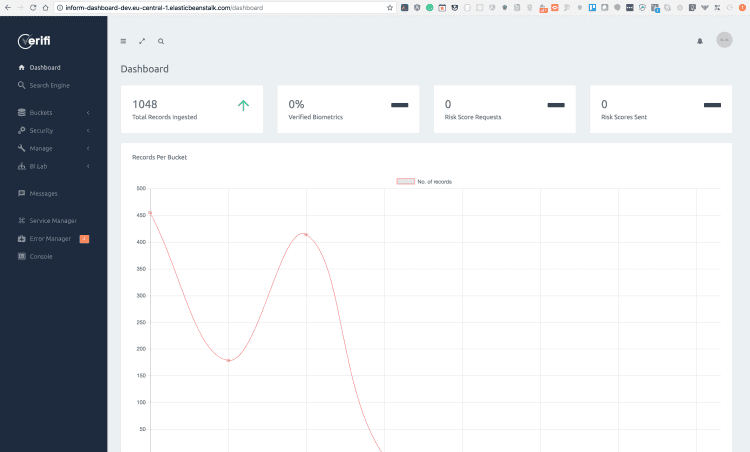 inform-dashboard-dev.eu-central-1.elasticbeanstalk.com/dashboard
verifi
Dashboard
Search Engine
Buckets
Security
Manage
BI Lab
Messages
Service Manager
Error Manager
Console
Dashboard
1048
Total Records Ingested
0%
Verified Biometrics
0
Risk Score Requests
0
Risk Scores Sent
Records Per Bucket
No. of records
500
450
400
350
300
250
200
150
100
50